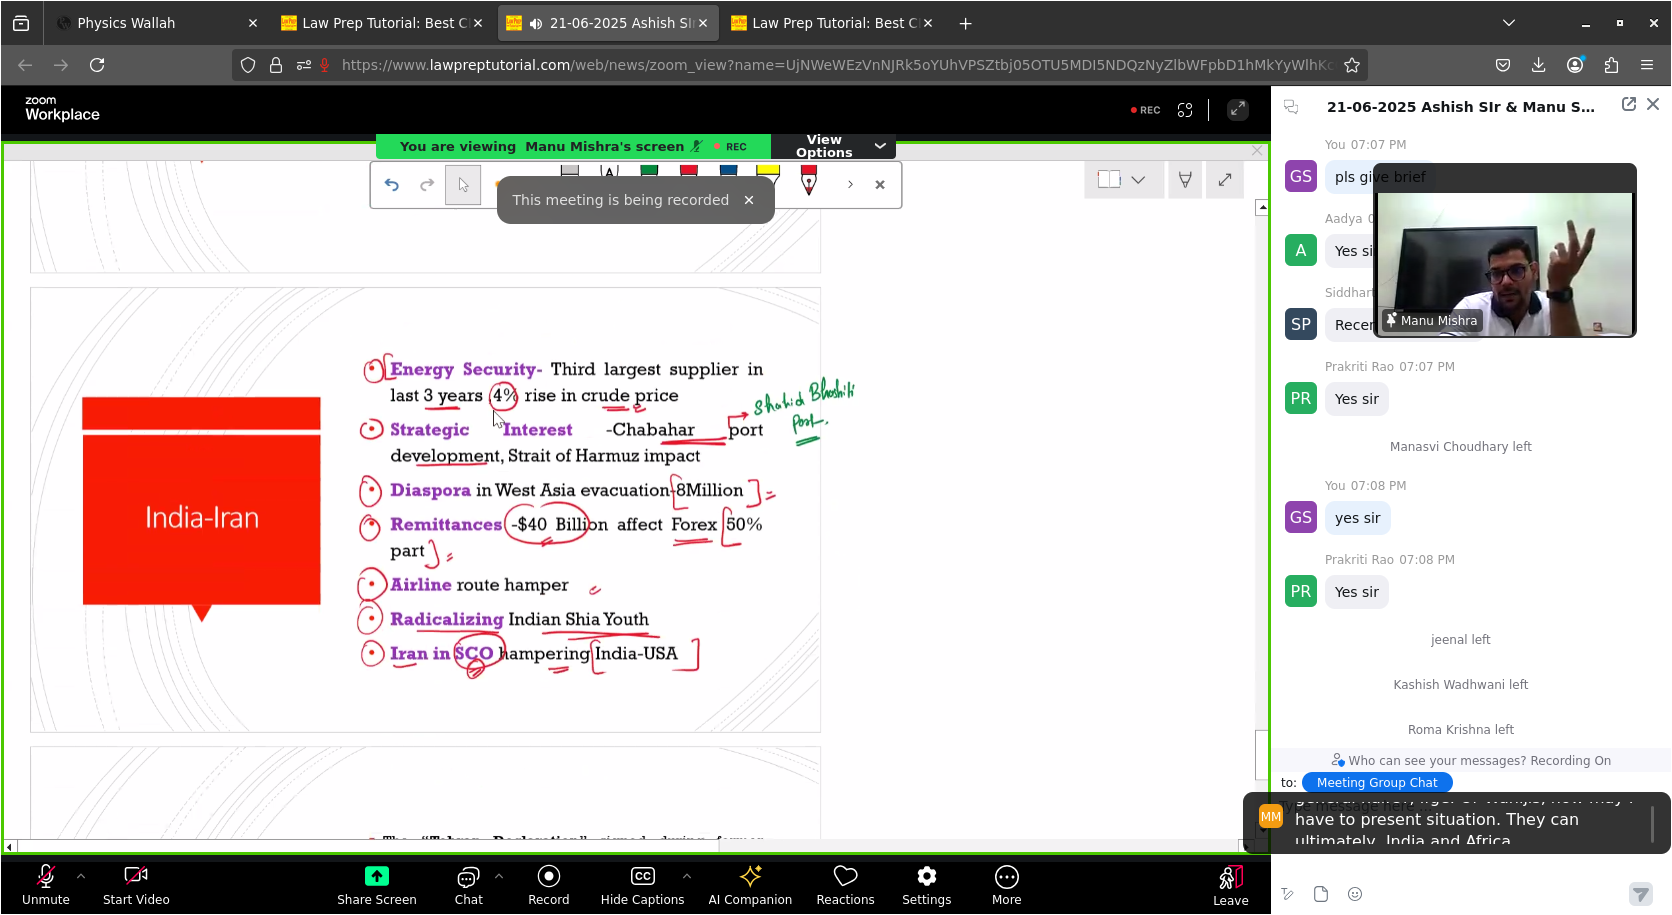 Physics Wallah
Law Prep Tutorial: Best C
21-06-2025 Ashish SIr
Law Prep Tutorial: Best C
https://www.lawpreptutorial.com/web/news/zoom_view?name=
zoom
Workplace
REC
You are viewing Manu Mishra's screen
REC
View Options
This meeting is being recorded
India-Iran
Energy Security- Third largest supplier in
last 3 years 4% rise in crude price
Shahid Bheshiti
Port.
Strategic Interest -Chabahar port
development, Strait of Harmuz impact
Diaspora in West Asia evacuation-8Million
Remittances -$40 Billion affect Forex 50%
part
Airline route hamper
Radicalizing Indian Shia Youth
Iran in SCO hampering India-USA
21-06-2025 Ashish SIr & Manu S...
You 07:07 PM
GS
pls give brief
Aadya 0
A
Yes si
Siddhart
SP
Recer
Manu Mishra
Prakriti Rao 07:07 PM
PR
Yes sir
Manasvi Choudhary left
You 07:08 PM
GS
yes sir
Prakriti Rao 07:08 PM
PR
Yes sir
jeenal left
Kashish Wadhwani left
Roma Krishna left
Who can see your messages? Recording On
to: Meeting Group Chat
MM
have to present situation. They can
ultimately, India and Africa
Unmute
Start Video
Share Screen
Chat
Record
Hide Captions
AI Companion
Reactions
Settings
More
Leave